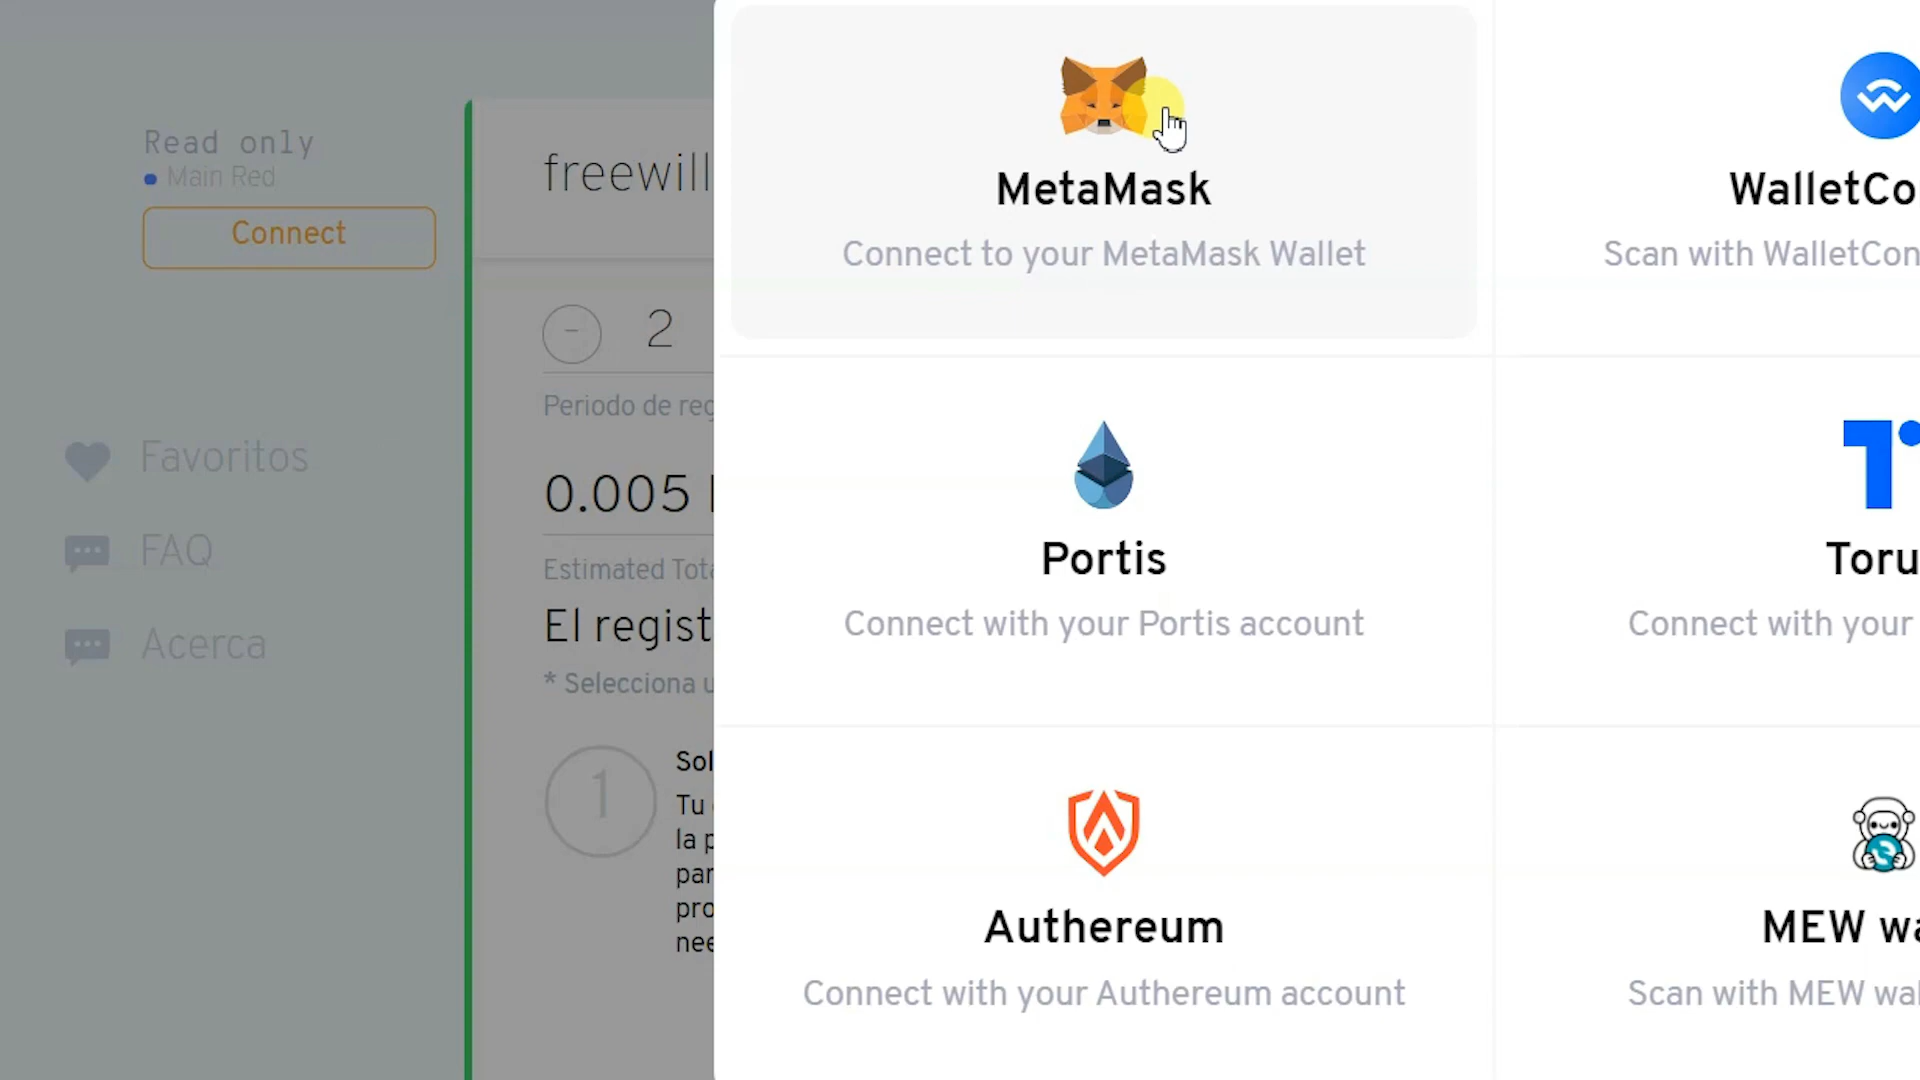 Read only
Main Red
Connect
Favoritos
FAQ
Acerca
freewill
2
Periodo de reg
0.005
Estimated Tota
El regist
* Selecciona u
1
Sol
Tu
la p
par
pro
nee
MetaMask
Connect to your MetaMask Wallet
WalletCo
Scan with WalletCon
Portis
Connect with your Portis account
Toru
Connect with your
Authereum
Connect with your Authereum account
MEW wa
Scan with MEW wal